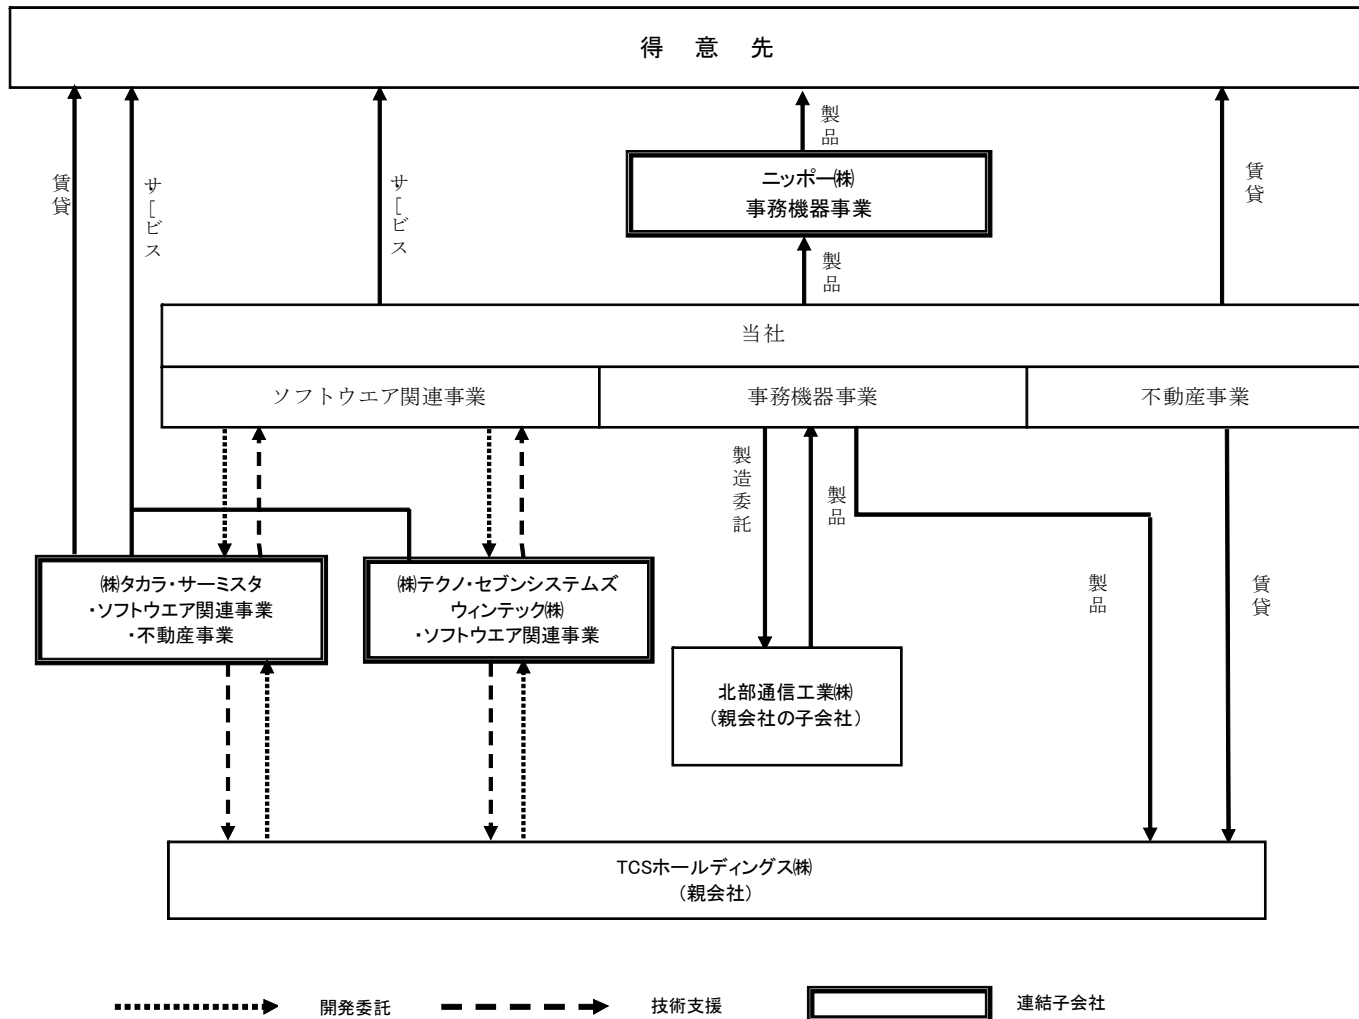 得意先
製品
賃貸
サービス
サービス
賃貸
ニッポー㈱
事務機器事業
製品
当社
ソフトウエア関連事業
事務機器事業
不動産事業
製造委託
製品
製品
賃貸
㈱タカラ・サーミスタ
・ソフトウエア関連事業
・不動産事業
㈱テクノ・セブンシステムズ
ウィンテック㈱
・ソフトウエア関連事業
北部通信工業㈱
（親会社の子会社）
TCSホールディングス㈱
（親会社）
開発委託
技術支援
連結子会社